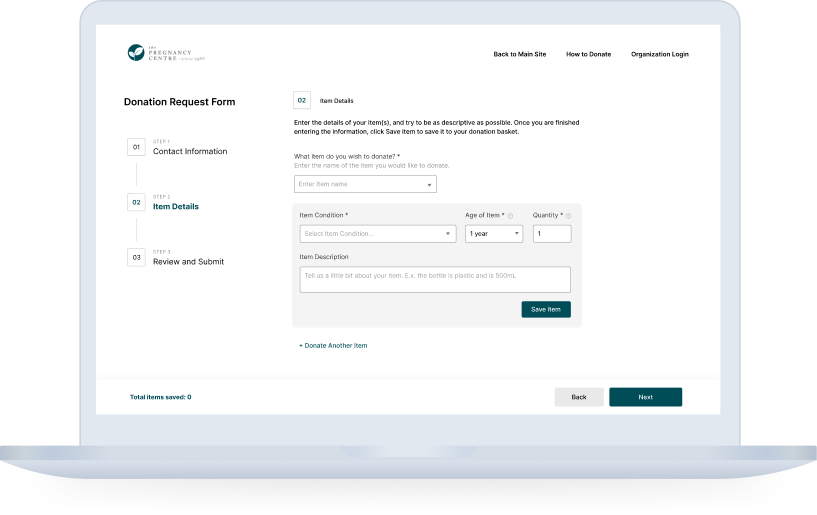 the
PREGNANCY
CENTRE - since 1986
Back to Main Site
How to Donate
Organization Login
Donation Request Form
01
STEP 1
Contact Information
02
STEP 2
Item Details
03
STEP 3
Review and Submit
02
Item Details
Enter the details of your item(s), and try to be as descriptive as possible. Once you are finished
entering the information, click Save item to save it to your donation basket.
What item do you wish to donate? *
Enter the name of the item you would like to donate.
Enter item name
Item Condition *
Age of Item *
Quantity *
Select Item Condition...
1 year
1
Item Description
Tell us a little bit about your item. E.x. the bottle is plastic and is 500mL
Save item
+ Donate Another Item
Total items saved: 0
Back
Next